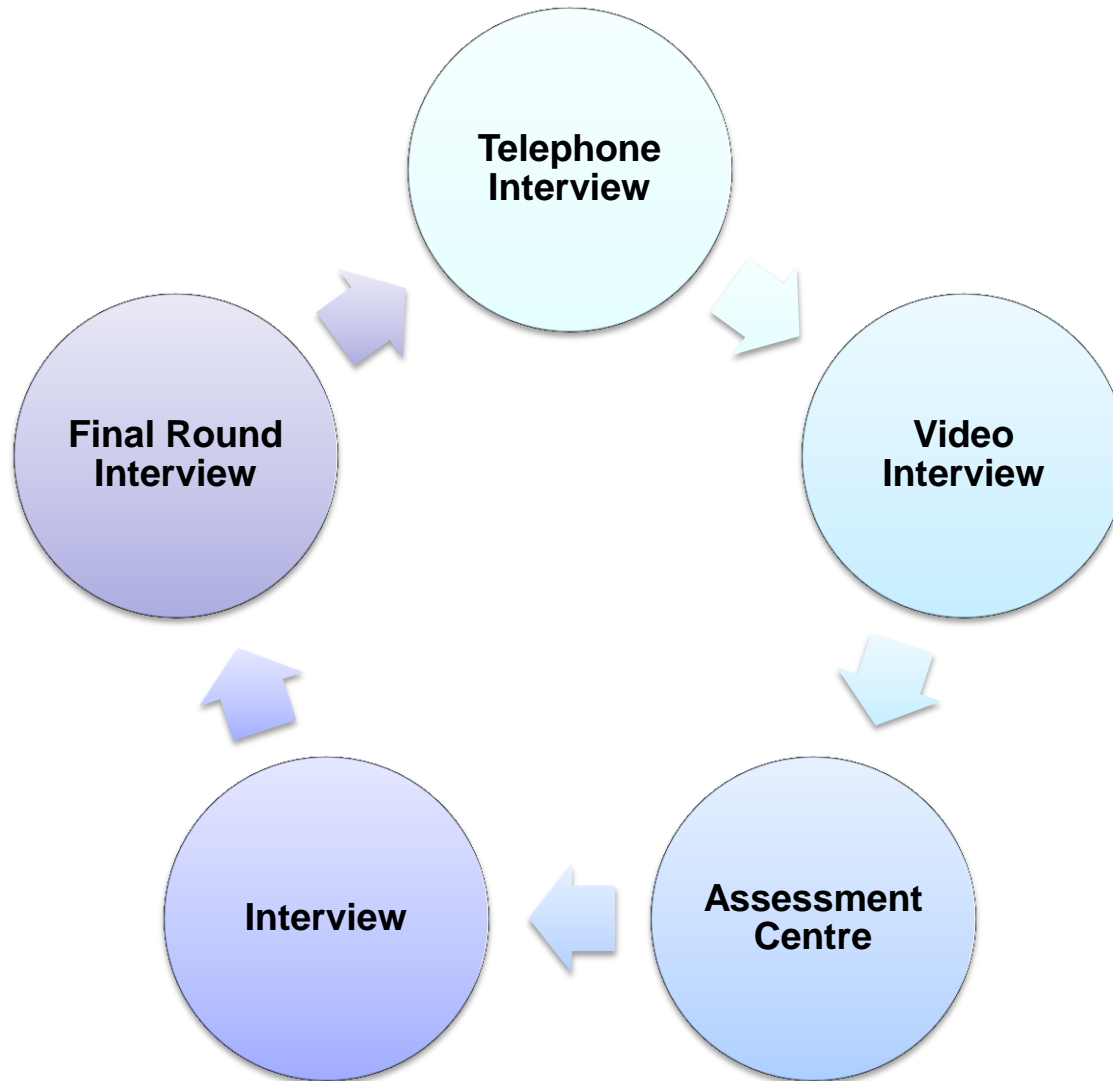 Telephone
Interview
Video
Interview
Assessment
Centre
Interview
Final Round
Interview